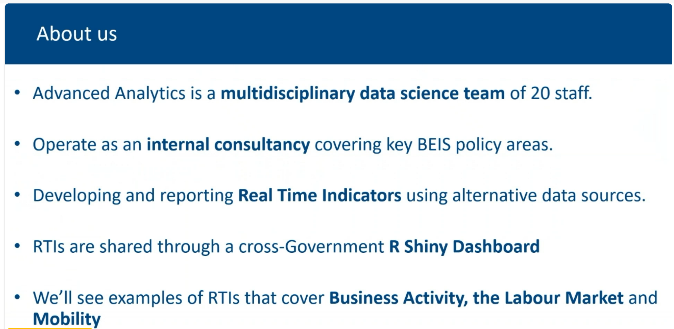 About us
• Advanced Analytics is a multidisciplinary data science team of 20 staff.
• Operate as an internal consultancy covering key BEIS policy areas.
• Developing and reporting Real Time Indicators using alternative data sources.
• RTIs are shared through a cross-Government R Shiny Dashboard
• We'll see examples of RTIs that cover Business Activity, the Labour Market and
Mobility